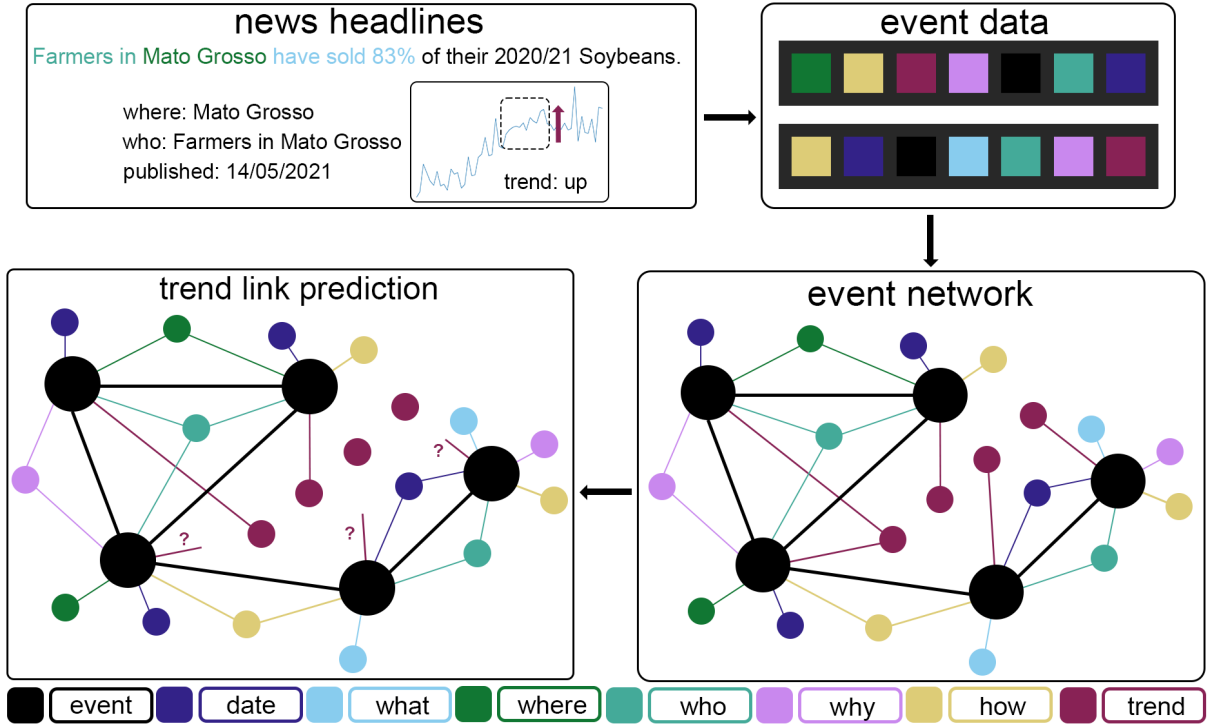 news headlines
Farmers in Mato Grosso have sold 83% of their 2020/21 Soybeans.
where: Mato Grosso
who: Farmers in Mato Grosso
published: 14/05/2021
trend: up
event data
trend link prediction
?
?
?
event network
event
date
what
where
who
why
how
trend